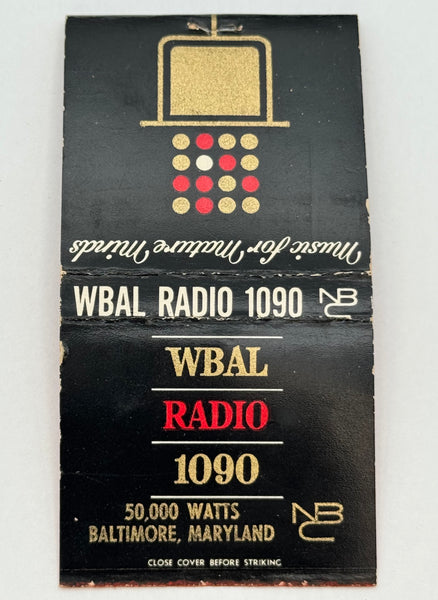 Music for Mature Minds
WBAL RADIO 1090 NBC
WBAL
RADIO
1090
50,000 WATTS
BALTIMORE, MARYLAND
NBC
CLOSE COVER BEFORE STRIKING